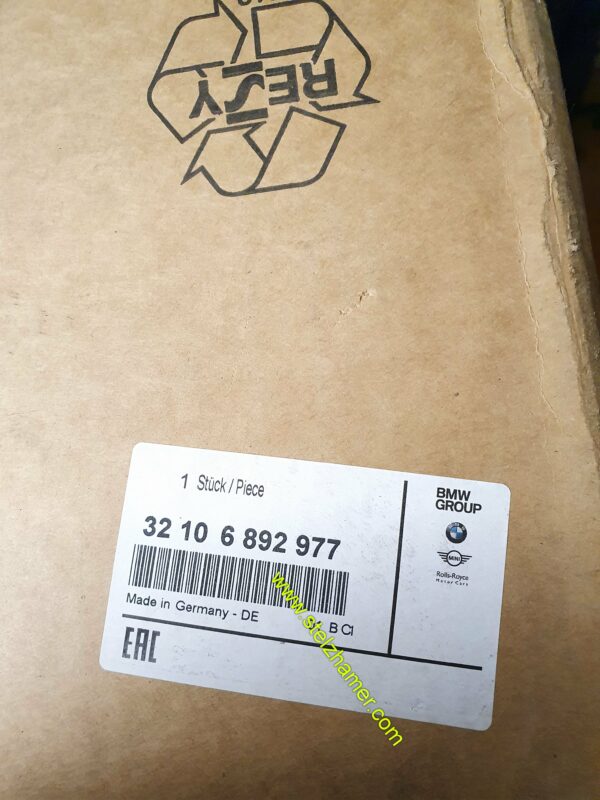 RESY
1 Stück / Piece
32 10 6 892 977
Made in Germany - DE
B
EAC
BMW
GROUP
MINI
Rolls-Royce
Motor Cars
www.stelzhamer.com